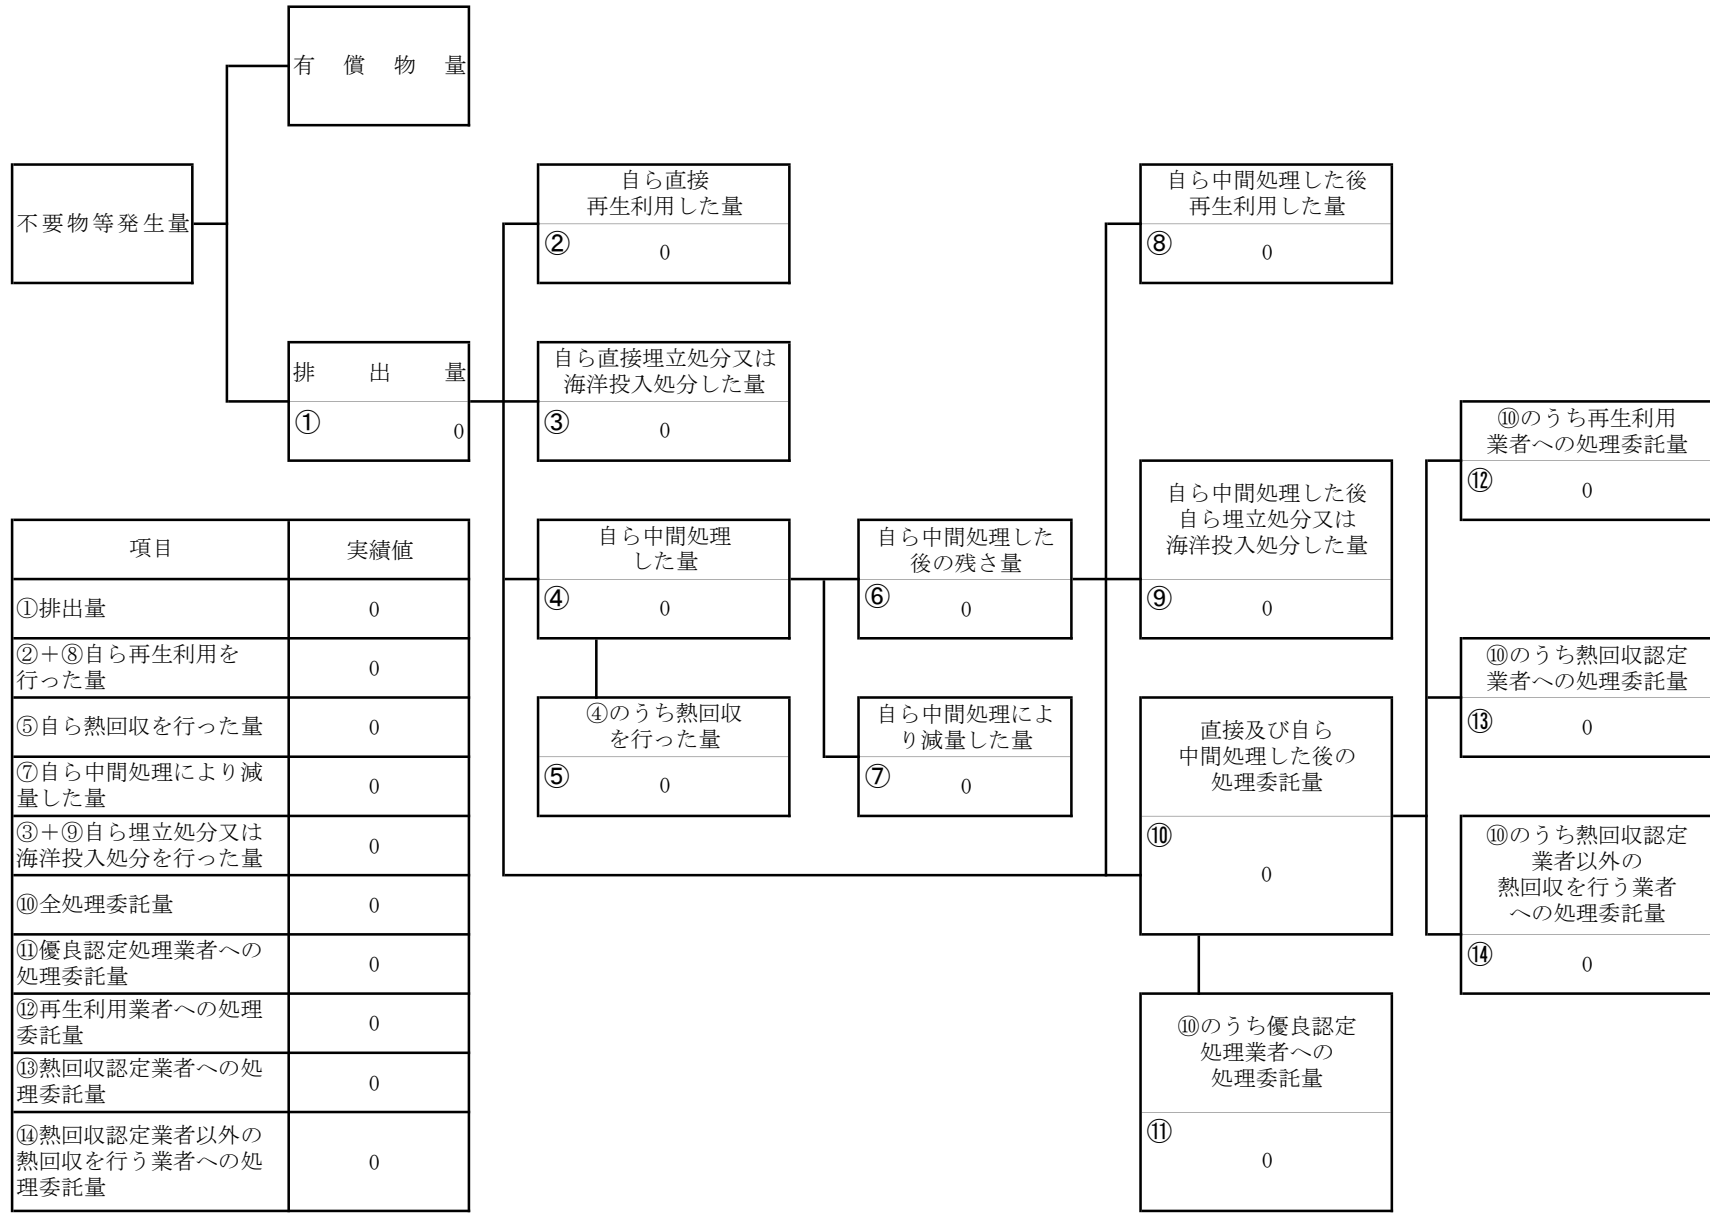 有償物量
不要物等発生量
排出量
① 0
自ら直接
再生利用した量
② 0
自ら直接埋立処分又は
海洋投入処分した量
③ 0
自ら中間処理
した量
④ 0
④のうち熱回収
を行った量
⑤ 0
自ら中間処理した
後の残さ量
⑥ 0
自ら中間処理によ
り減量した量
⑦ 0
自ら中間処理した後
再生利用した量
⑧ 0
自ら中間処理した後
自ら埋立処分又は
海洋投入処分した量
⑨ 0
直接及び自ら
中間処理した後の
処理委託量
⑩
0
⑩のうち優良認定
処理業者への
処理委託量
⑪
0
⑩のうち再生利用
業者への処理委託量
⑫ 0
⑩のうち熱回収認定
業者への処理委託量
⑬ 0
⑩のうち熱回収認定
業者以外の
熱回収を行う業者
への処理委託量
⑭ 0
項目 実績値
①排出量 0
②＋⑧自ら再生利用を
行った量 0
⑤自ら熱回収を行った量 0
⑦自ら中間処理により減
量した量 0
③＋⑨自ら埋立処分又は
海洋投入処分を行った量 0
⑩全処理委託量 0
⑪優良認定処理業者への
処理委託量 0
⑫再生利用業者への処理
委託量 0
⑬熱回収認定業者への処
理委託量 0
⑭熱回収認定業者以外の
熱回収を行う業者への処 0
理委託量